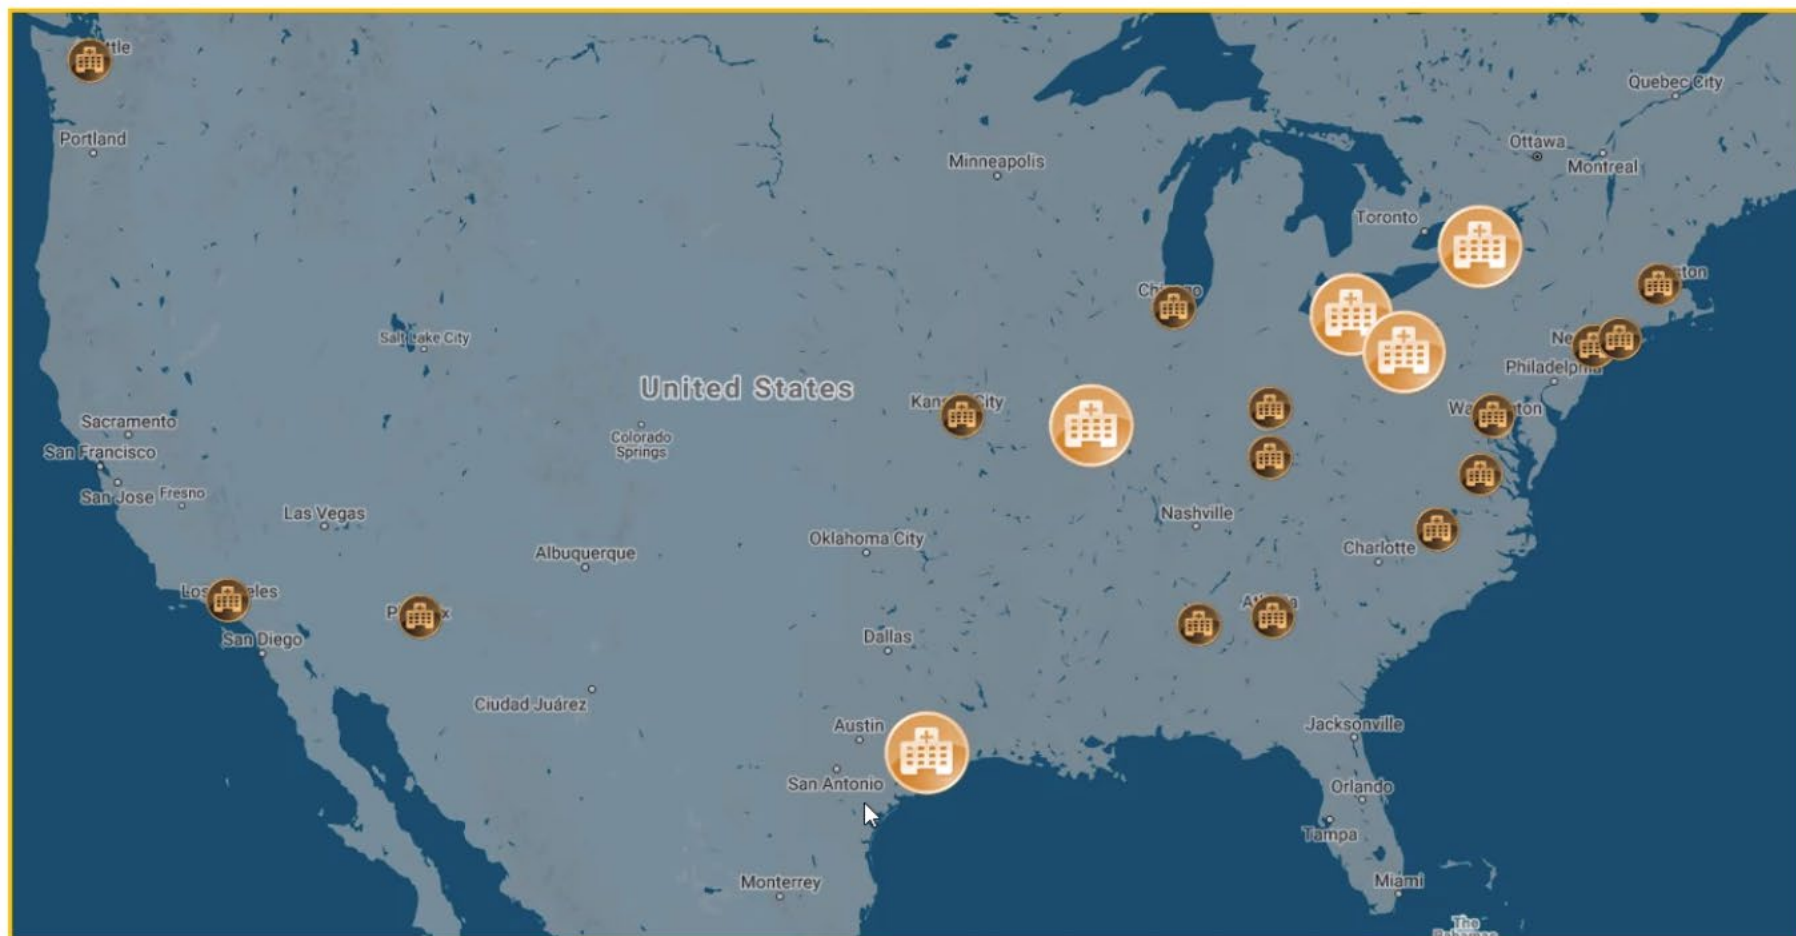 Quebec City
Portland
Ottawa
Minneapolis
Montreal
Toronto
Salt Lake City
Philadelphia
United States
Sacramento
Colorado
Springs
San Francisco
San Jose
Fresno
Las Vegas
Nashville
Oklahoma City
Charlotte
Albuquerque
Dallas
San Diego
Ciudad Juárez
Austin
Jacksonville
San Antonio
Orlando
Tampa
Monterrey
Miami
The